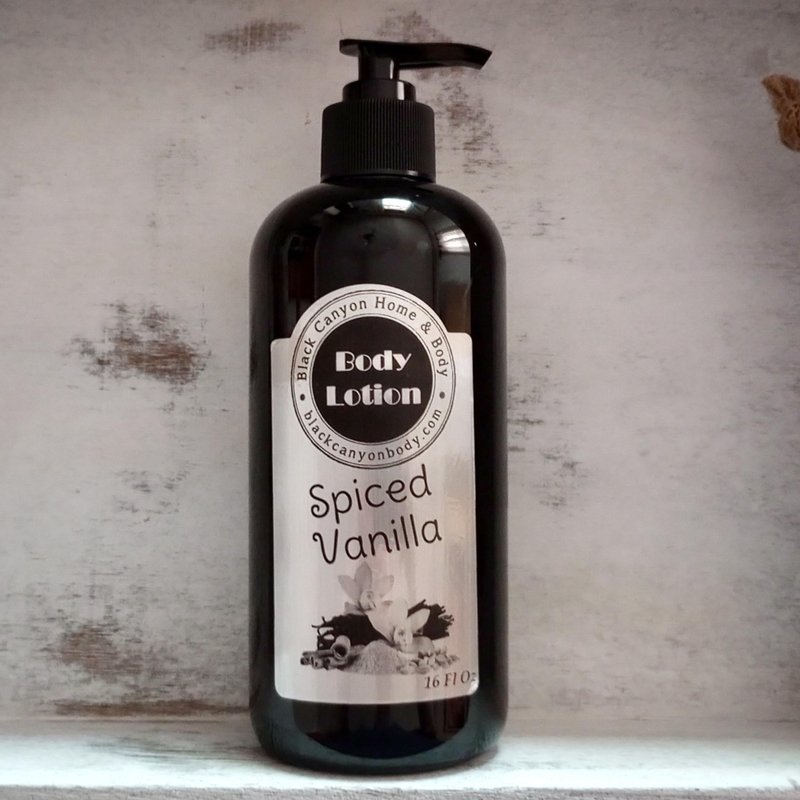 Black Canyon Home & Body
Body
Lotion
blackcanyonbody.com
Spiced
Vanilla
16 Fl Oz